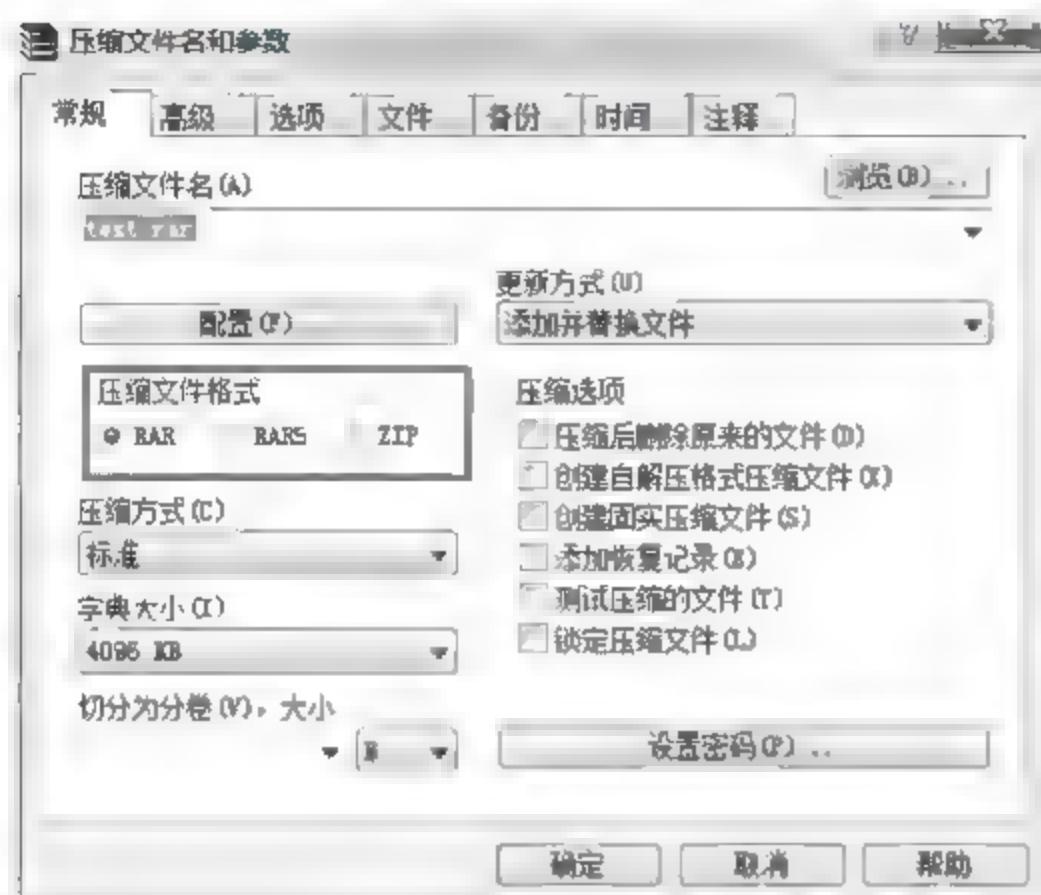 压缩文件名和参数
常规 高级 选项 文件 备份 时间 注释
压缩文件名(A)
浏览(B)...
test.rar
更新方式(U)
配置(F)
添加并替换文件
压缩文件格式
RAR RAR5 ZIP
压缩选项
压缩后删除原来的文件(D)
创建自解压格式压缩文件(X)
创建固实压缩文件(S)
添加恢复记录(E)
测试压缩的文件(T)
锁定压缩文件(L)
压缩方式(C)
标准
字典大小(I)
4096 KB
切分为分卷(V)，大小
B
设置密码(P)...
确定 取消 帮助